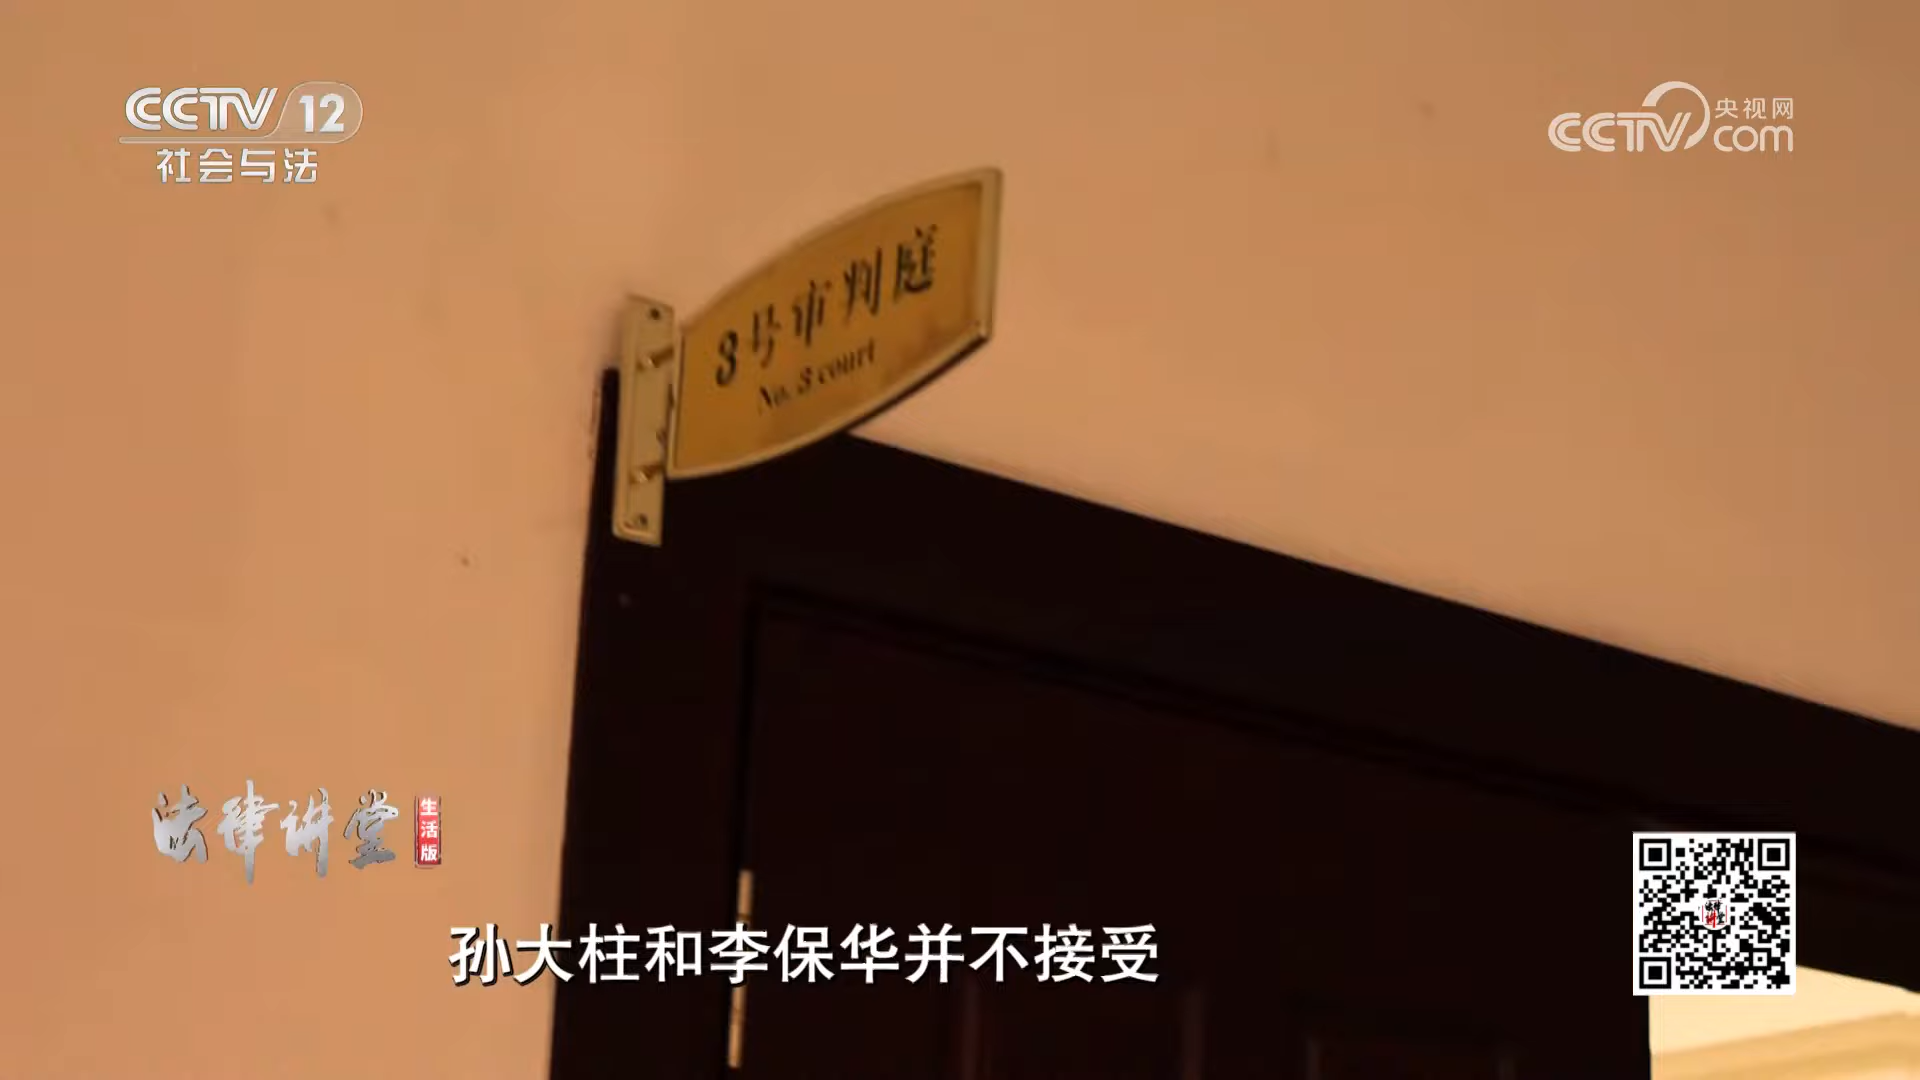 CCTV 12
社会与法
央视网
CCTV com
3号审判庭
No. 3 court
法律讲堂
生活版
孙大柱和李保华并不接受